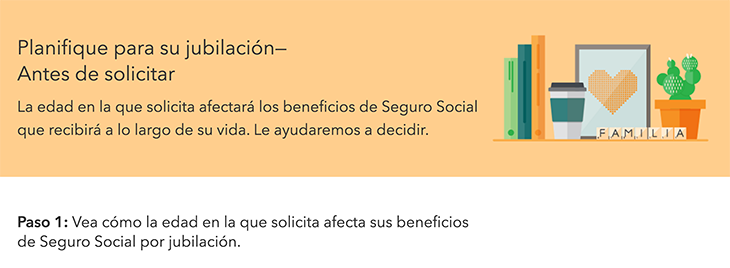 Planifique para su jubilación—
Antes de solicitar
La edad en la que solicita afectará los beneficios de Seguro Social
que recibirá a lo largo de su vida. Le ayudaremos a decidir.
FAMILIA
Paso 1: Vea cómo la edad en la que solicita afecta sus beneficios
de Seguro Social por jubilación.